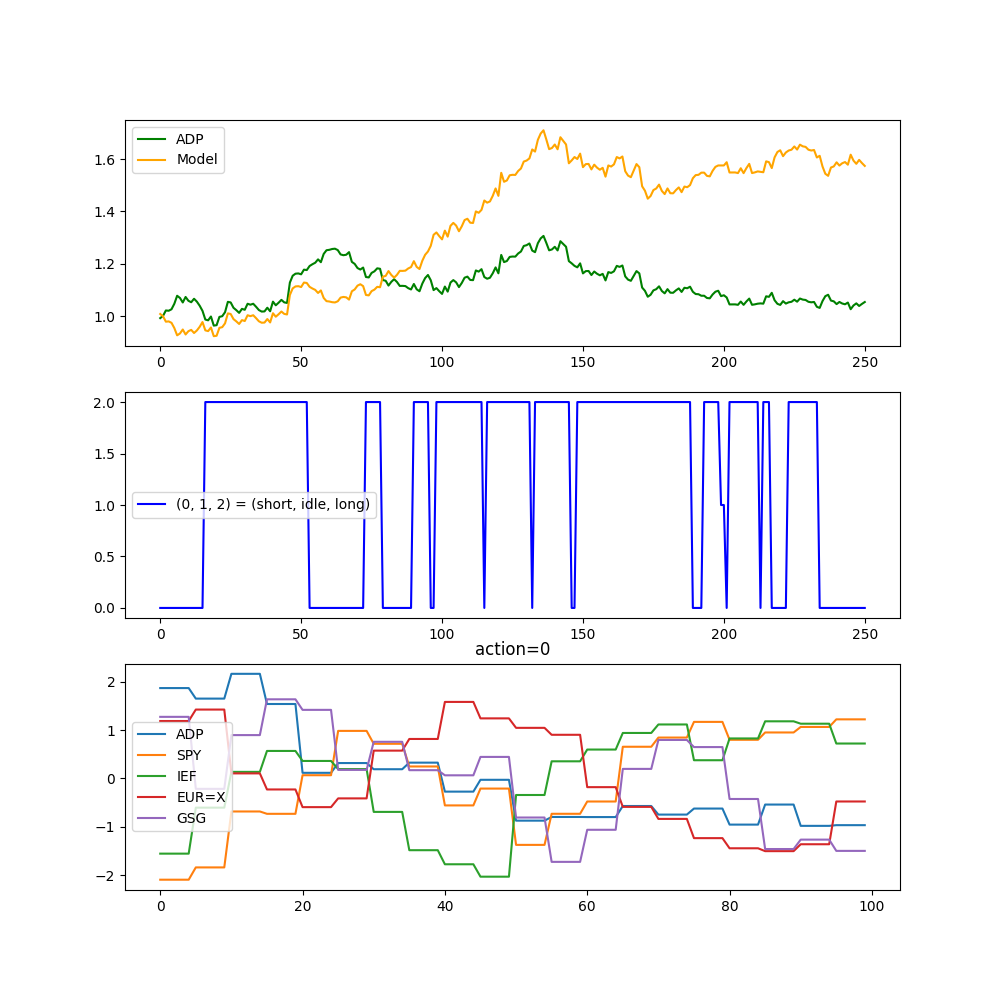 ADP
Model
1.6
1.4
1.2
1.0
0 50 100 150 200 250
2.0
1.5
1.0
0.5
0.0
(0, 1, 2) = (short, idle, long)
0 50 100 150 200 250
action=0
2
1
0
−1
−2
ADP
SPY
IEF
EUR=X
GSG
0 20 40 60 80 100